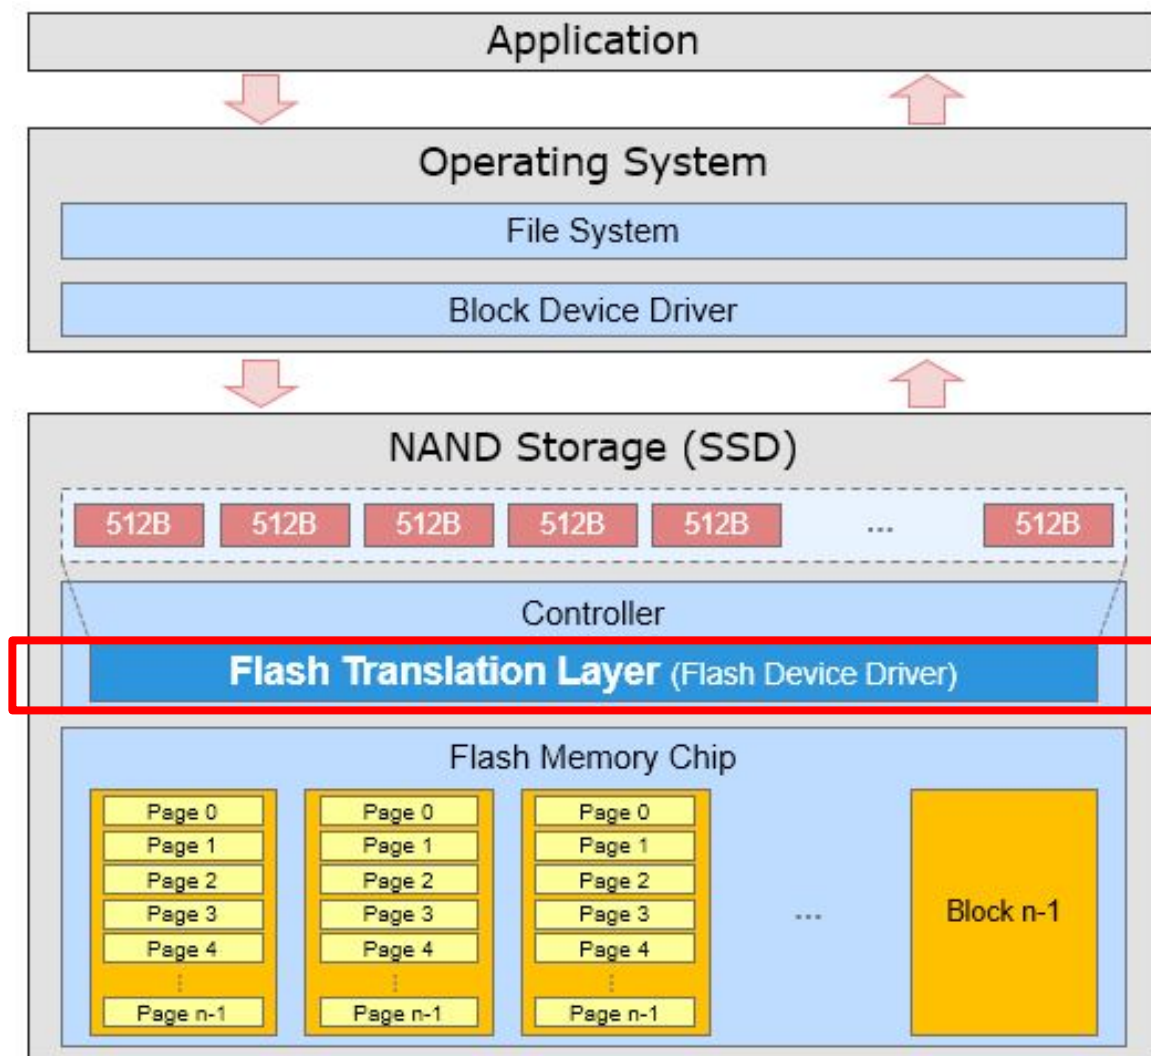 Application
Operating System
File System
Block Device Driver
NAND Storage (SSD)
512B 512B 512B 512B 512B ... 512B
Controller
Flash Translation Layer (Flash Device Driver)
Flash Memory Chip
Page 0 Page 0 Page 0
Page 1 Page 1 Page 1
Page 2 Page 2 Page 2
Page 3 Page 3 Page 3 ... Block n-1
Page 4 Page 4 Page 4
Page n-1 Page n-1 Page n-1